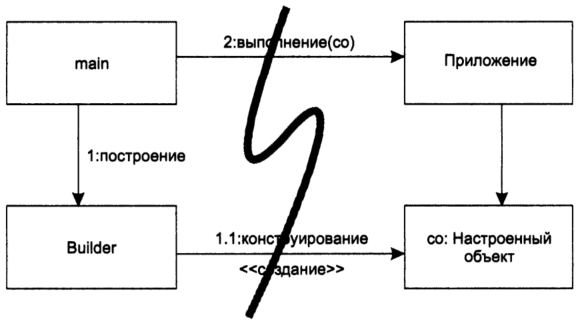 main
2:выполнение(co)
Приложение
1:построение
Builder
1.1:конструирование
<<создание>>
co: Настроенный
объект